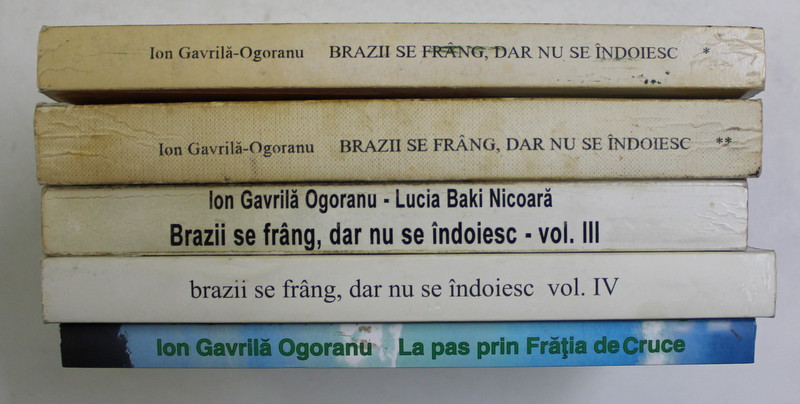 Ion Gavrilă-Ogoranu BRAZII SE FRÂNG, DAR NU SE ÎNDOIESC *
Ion Gavrilă-Ogoranu BRAZII SE FRÂNG, DAR NU SE ÎNDOIESC **
Ion Gavrilă Ogoranu - Lucia Baki Nicoară
Brazii se frâng, dar nu se îndoiesc - vol. III
brazii se frâng, dar nu se îndoiesc vol. IV
Ion Gavrilă Ogoranu La pas prin Frăţia de Cruce